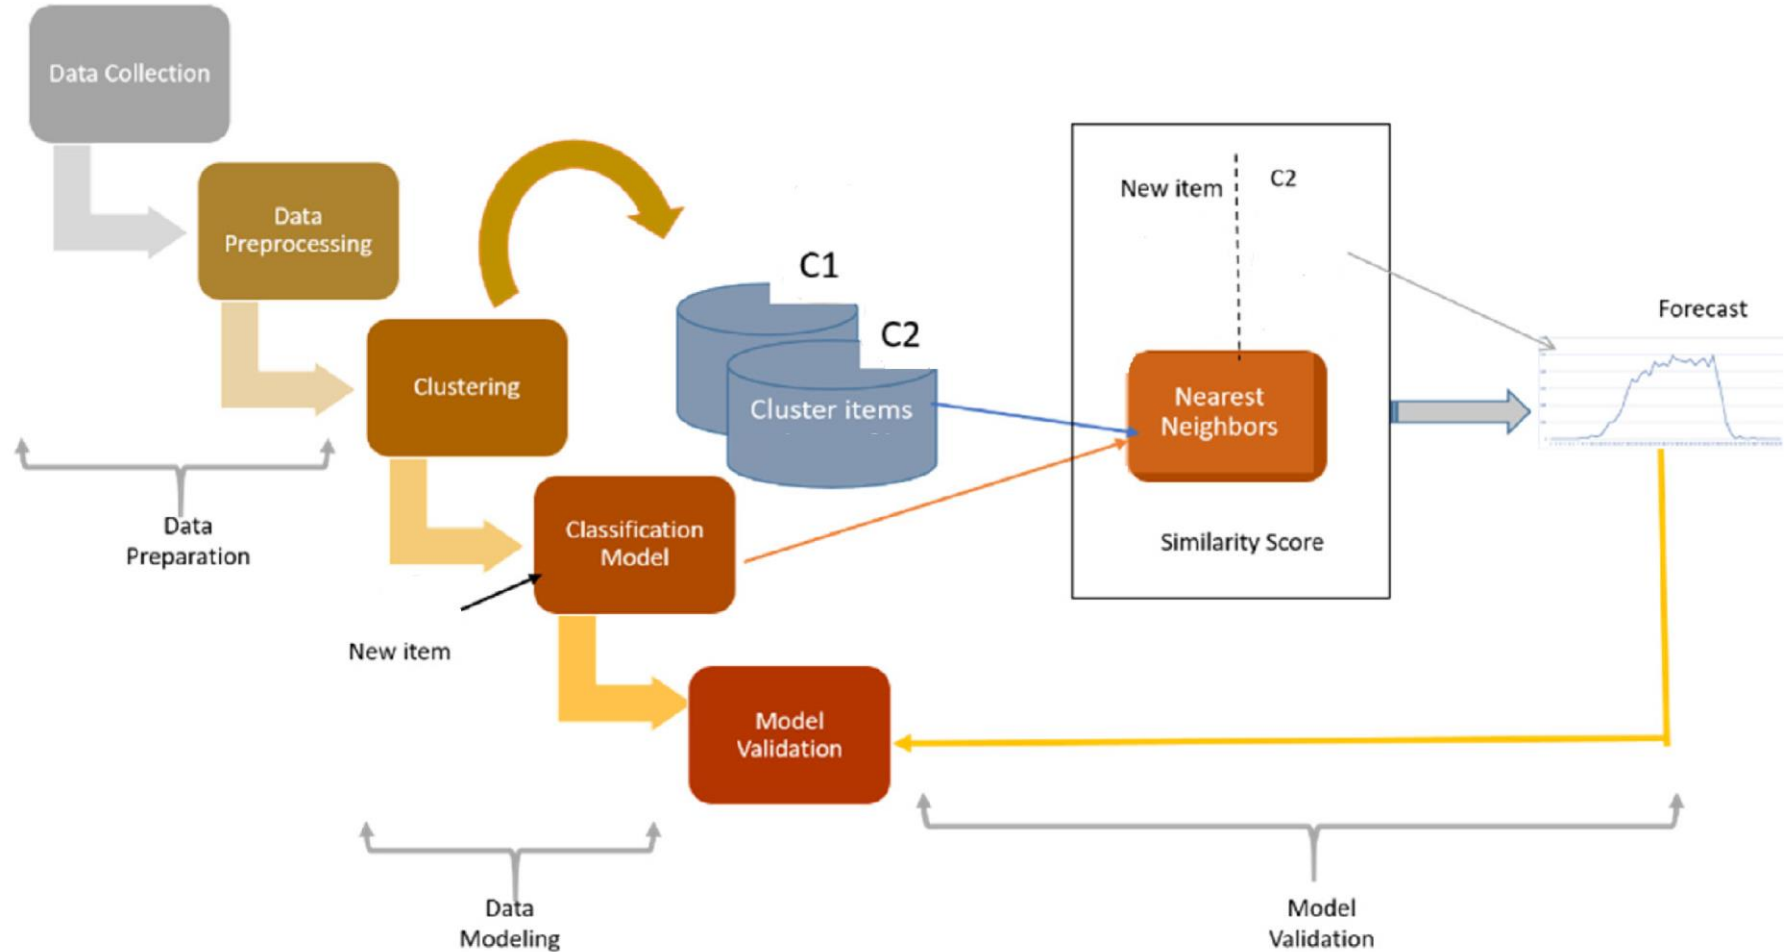 Data Collection
Data
Preprocessing
Clustering
Classification
Model
Model
Validation
New item
Data
Preparation
Data
Modeling
C1
C2
Cluster items
New item
C2
Nearest
Neighbors
Similarity Score
Forecast
Model
Validation